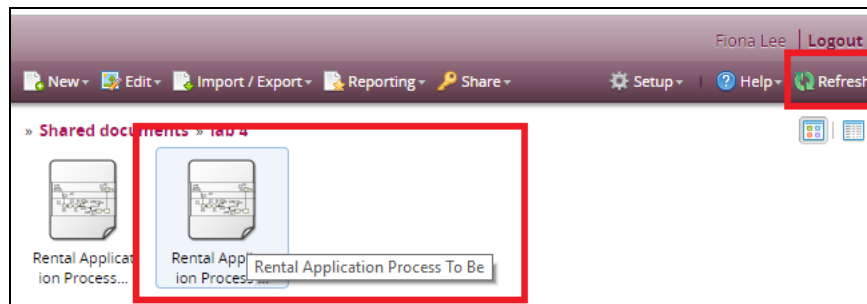 Fiona Lee | Logout
New Edit Import / Export Reporting Share Setup Help Refresh
» Shared documents » lab 4
Rental Applicat
ion Process...
Rental Appli
ion Process ...
Rental Application Process To Be